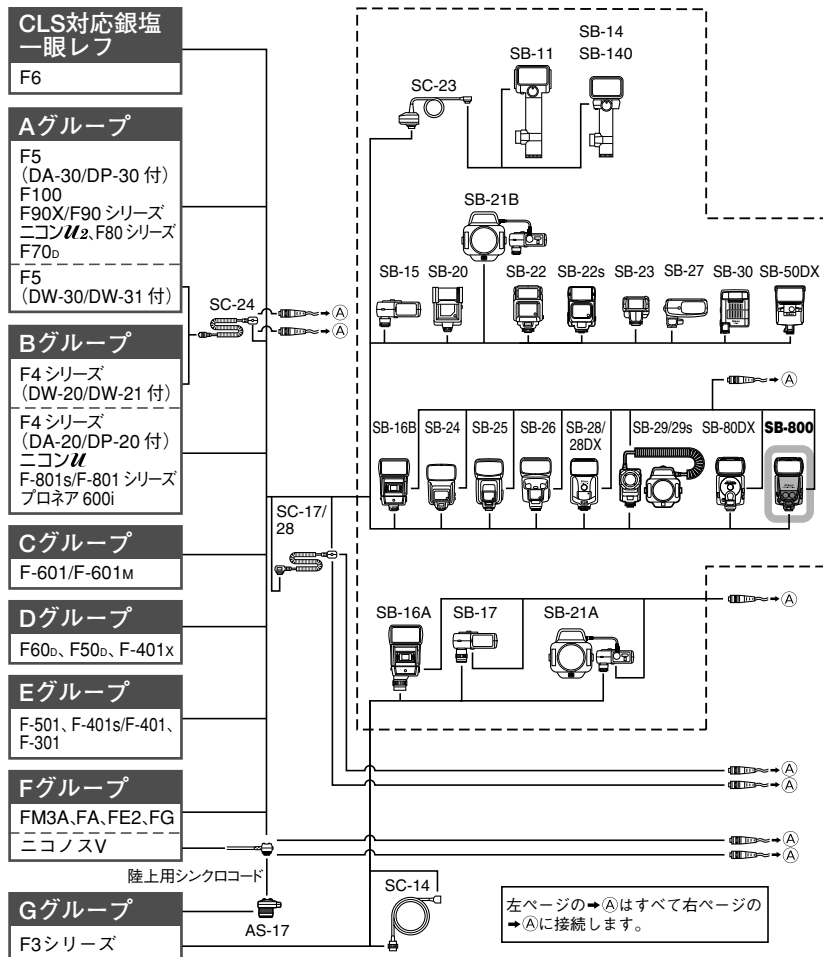 CLS対応銀塩
一眼レフ
F6
Aグループ
F5
（DA-30/DP-30 付）
F100
F90X/F90 シリーズ
ニコンu2、F80 シリーズ
F70D
F5
（DW-30/DW-31 付）
Bグループ
F4 シリーズ
（DW-20/DW-21 付）
F4 シリーズ
（DA-20/DP-20 付）
ニコンu
F-801s/F-801 シリーズ
プロネア 600i
Cグループ
F-601/F-601M
Dグループ
F60D、F50D、F-401X
Eグループ
F-501、F-401s/F-401、
F-301
Fグループ
FM3A、FA、FE2、FG
ニコノスV
陸上用シンクロコード
Gグループ
F3シリーズ
AS-17
SC-24
➡Ⓐ
➡Ⓐ
SC-17/
28
SC-23
SB-11
SB-14
SB-140
SB-21B
SB-15
SB-20
SB-22
SB-22s
SB-23
SB-27
SB-30
SB-50DX
➡Ⓐ
SB-16B
SB-24
SB-25
SB-26
SB-28/
28DX
SB-29/29s
SB-80DX
SB-800
SB-16A
SB-17
SB-21A
➡Ⓐ
➡Ⓐ
➡Ⓐ
➡Ⓐ
➡Ⓐ
SC-14
左ページの➡Ⓐはすべて右ページの
➡Ⓐに接続します。